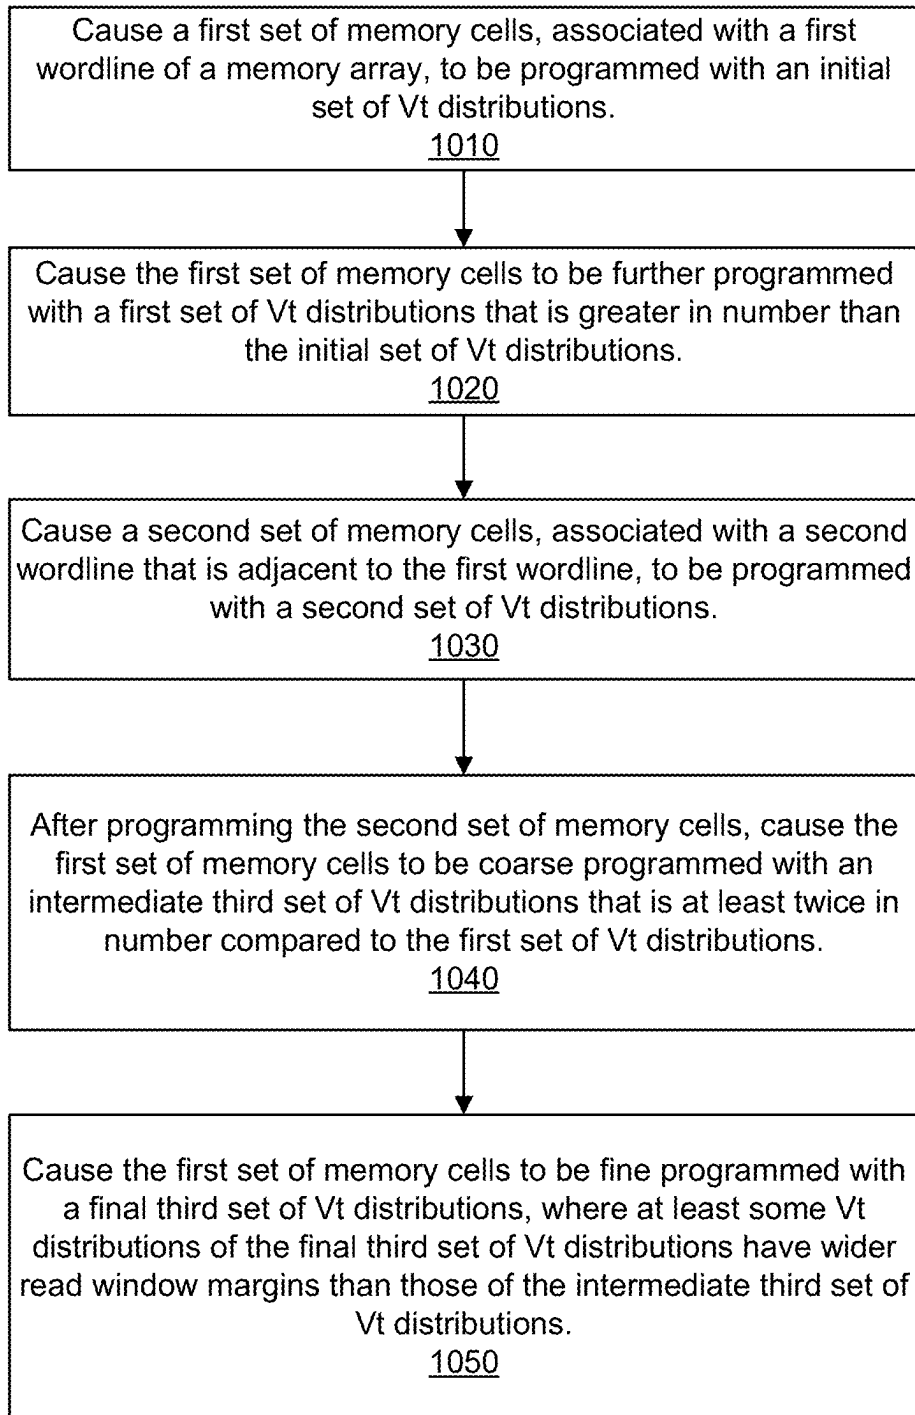 Cause a first set of memory cells, associated with a first
wordline of a memory array, to be programmed with an initial
set of Vt distributions.
1010
Cause the first set of memory cells to be further programmed
with a first set of Vt distributions that is greater in number than
the initial set of Vt distributions.
1020
Cause a second set of memory cells, associated with a second
wordline that is adjacent to the first wordline, to be programmed
with a second set of Vt distributions.
1030
After programming the second set of memory cells, cause the
first set of memory cells to be coarse programmed with an
intermediate third set of Vt distributions that is at least twice in
number compared to the first set of Vt distributions.
1040
Cause the first set of memory cells to be fine programmed with
a final third set of Vt distributions, where at least some Vt
distributions of the final third set of Vt distributions have wider
read window margins than those of the intermediate third set of
Vt distributions.
1050